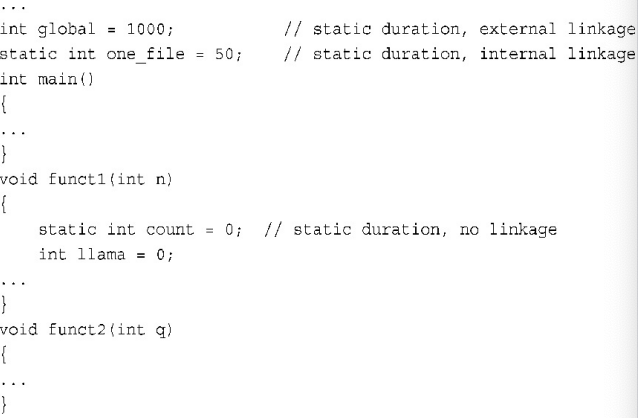 ...
int global = 1000;              // static duration, external linkage
static int one_file = 50;    // static duration, internal linkage
int main()
{
...
}
void funct1(int n)
{
    static int count = 0;  // static duration, no linkage
    int llama = 0;
...
}
void funct2(int q)
{
...
}